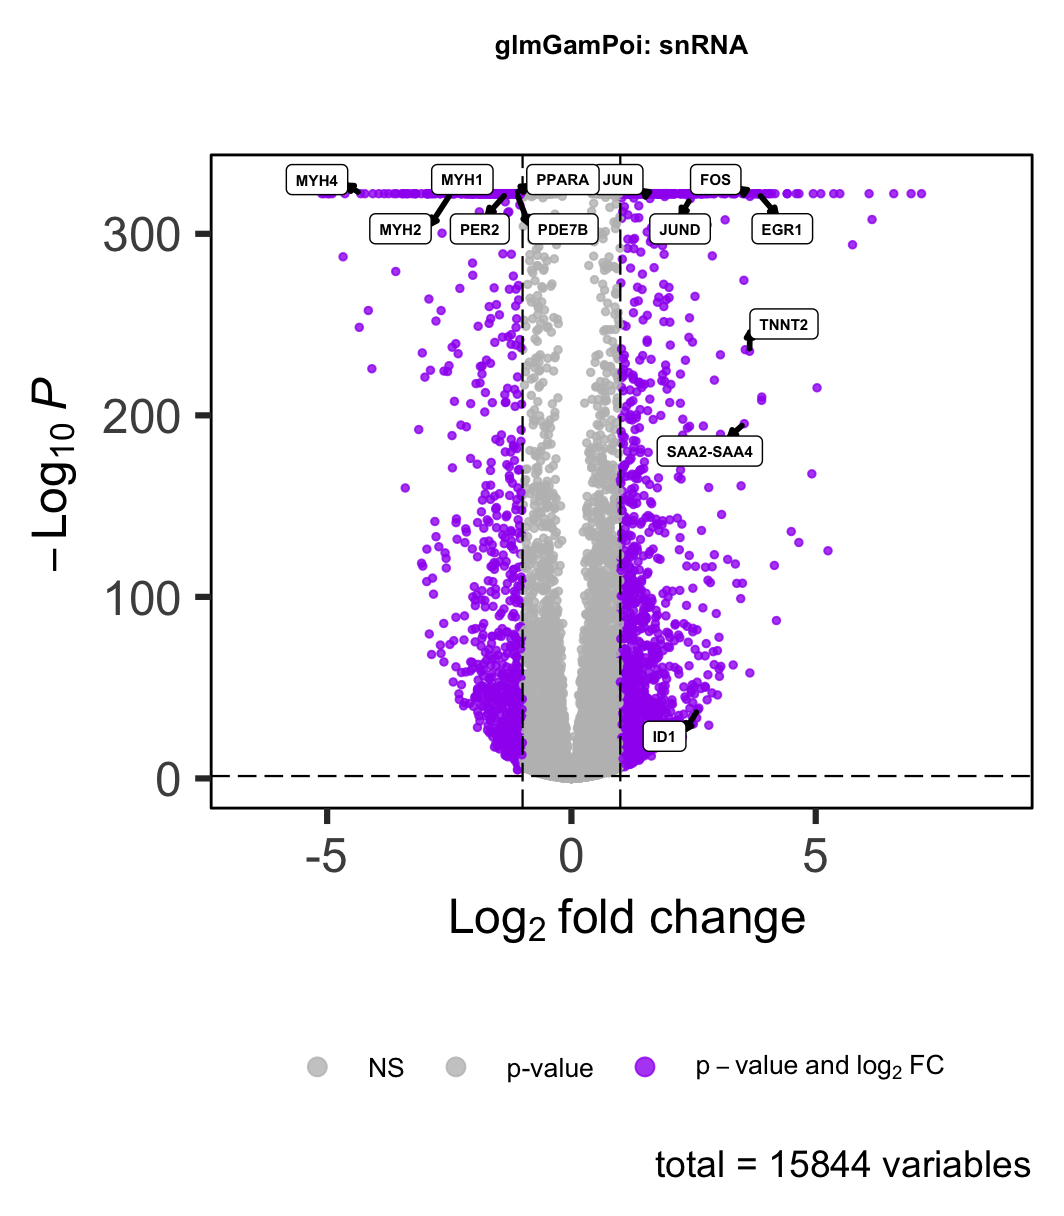 glmGamPoi: snRNA
MYH4
MYH1
PPARA
JUN
FOS
MYH2
PER2
PDE7B
JUND
EGR1
TNNT2
SAA2-SAA4
ID1
300
200
100
0
−Log10 P
-5 0 5
Log2 fold change
NS p-value p − value and log2 FC
total = 15844 variables